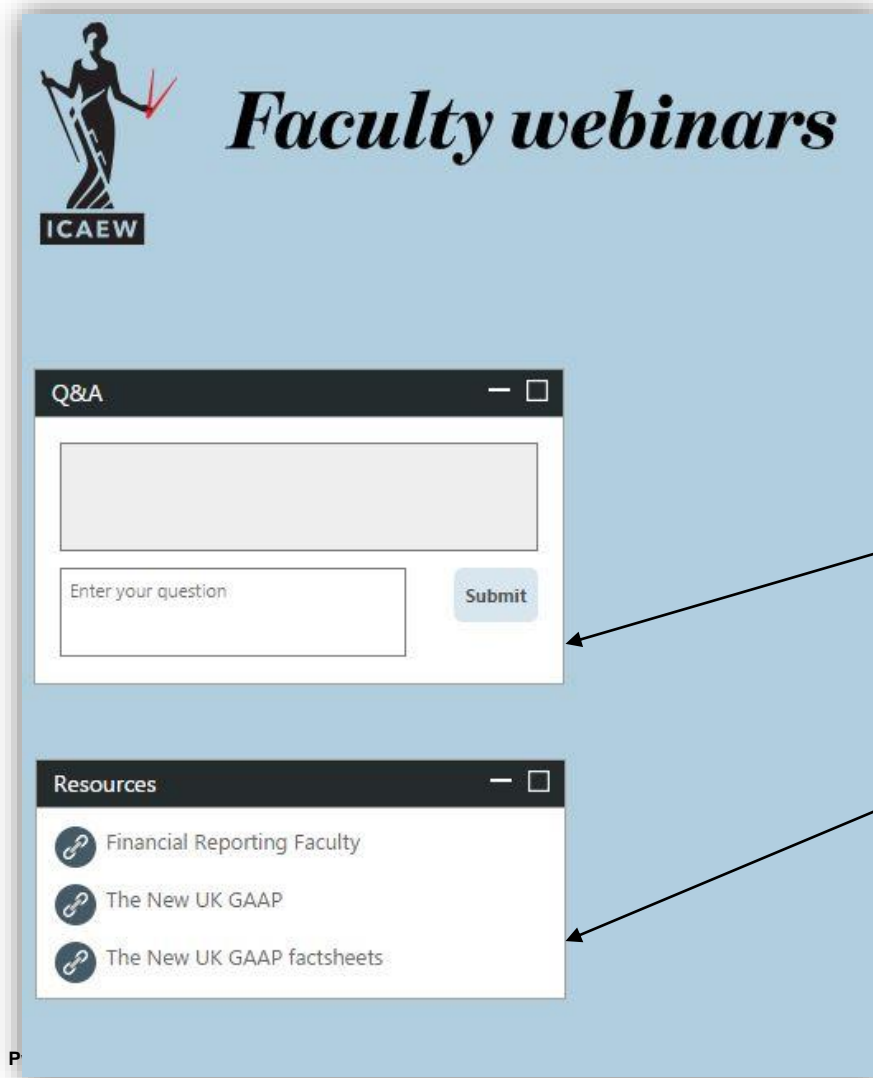 ICAEW
Faculty webinars
Q&A
Enter your question
Submit
Resources
Financial Reporting Faculty
The New UK GAAP
The New UK GAAP factsheets